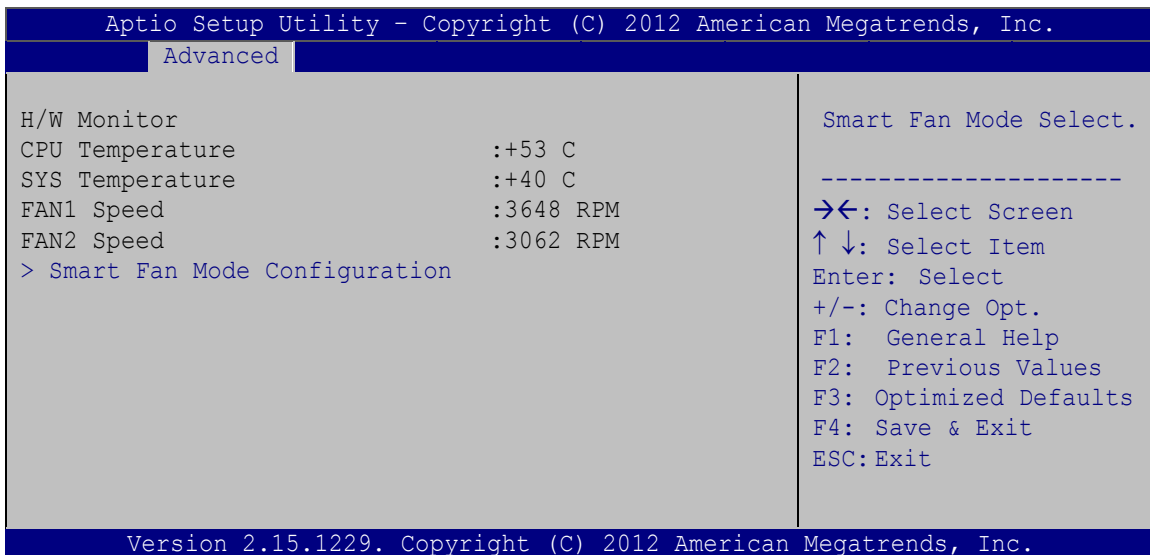 Aptio Setup Utility – Copyright (C) 2012 American Megatrends, Inc.
Advanced
H/W Monitor
CPU Temperature :+53 C
SYS Temperature :+40 C
FAN1 Speed :3648 RPM
FAN2 Speed :3062 RPM
> Smart Fan Mode Configuration
Smart Fan Mode Select.
---------------------
→←: Select Screen
↑ ↓: Select Item
Enter: Select
+/-: Change Opt.
F1: General Help
F2: Previous Values
F3: Optimized Defaults
F4: Save & Exit
ESC: Exit
Version 2.15.1229. Copyright (C) 2012 American Megatrends, Inc.